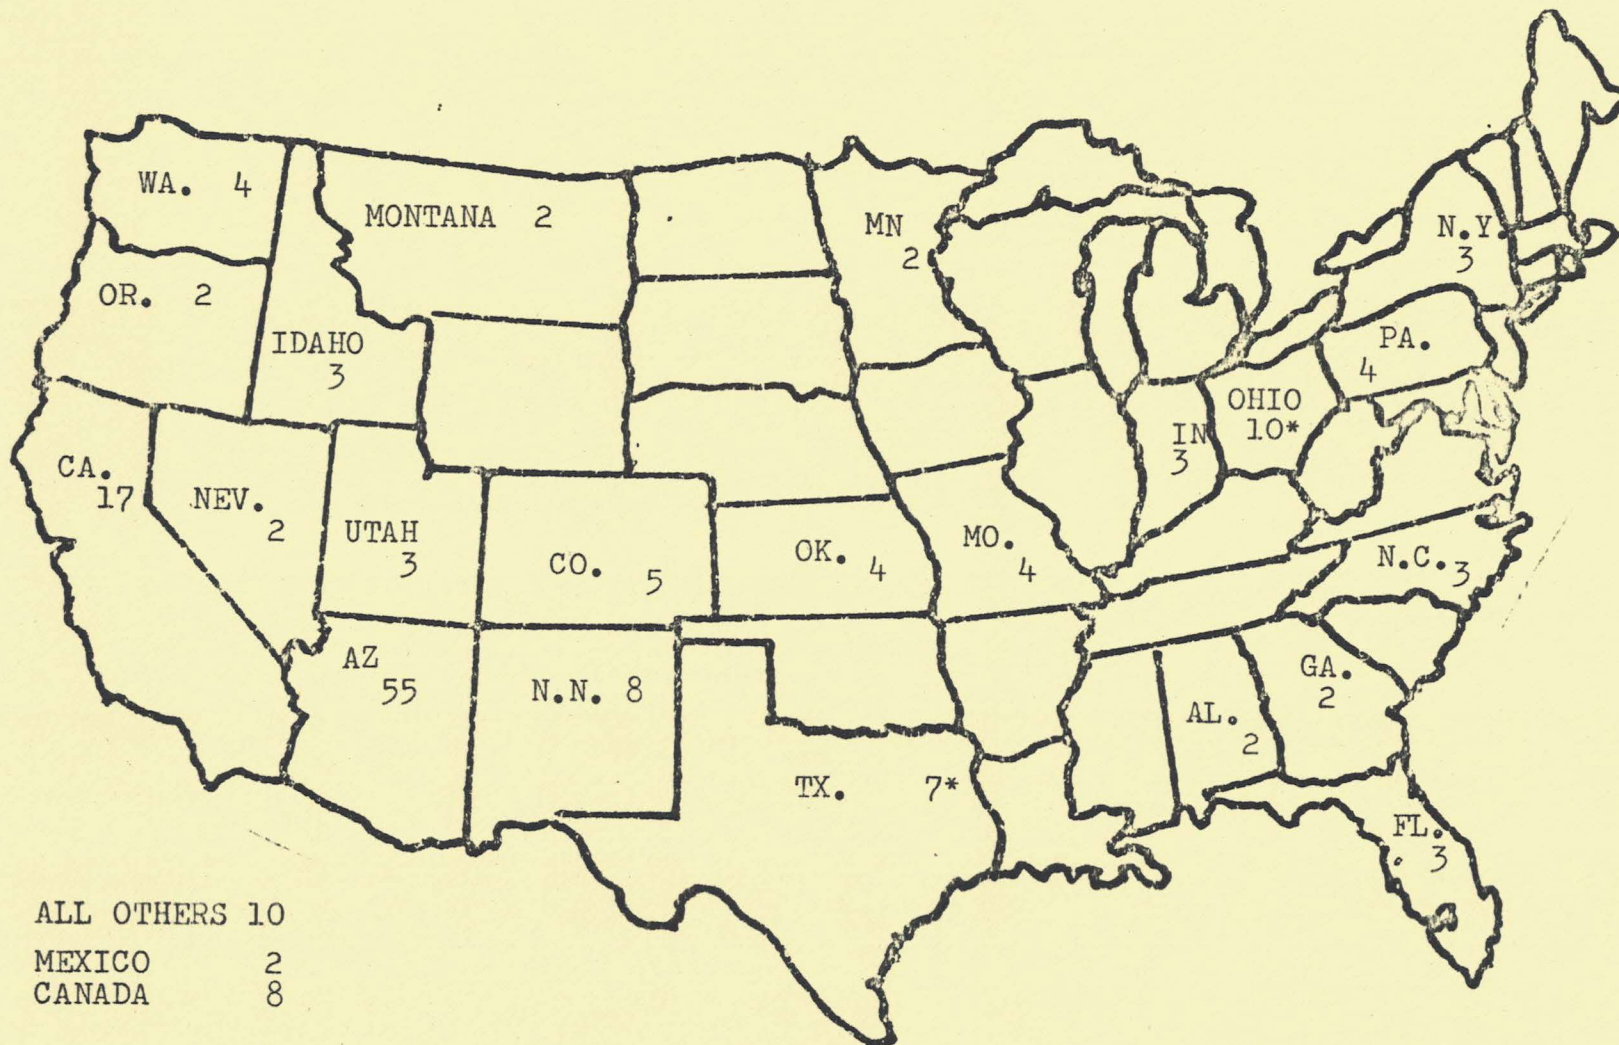 WA. 4
MONTANA 2
MN
2
N.Y.
3
OR. 2
IDAHO
3
PA.
4
OHIO
10*
IN
3
CA.
17
NEV.
2
UTAH
3
CO. 5
OK. 4
MO.
4
N.C. 3
AZ
55
N.N. 8
TX. 7*
AL.
2
GA.
2
FL.
3
ALL OTHERS 10
MEXICO 2
CANADA 8